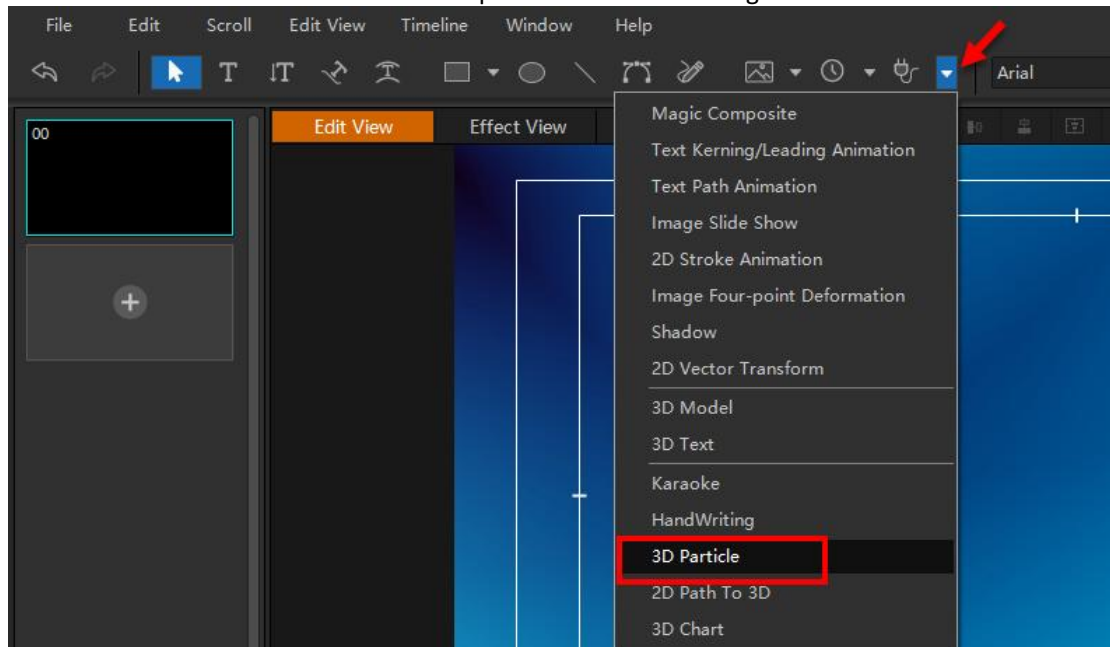 File Edit Scroll Edit View Timeline Window Help
T IT T T Arial
00
Edit View Effect View
Magic Composite
Text Kerning/Leading Animation
Text Path Animation
Image Slide Show
2D Stroke Animation
Image Four-point Deformation
Shadow
2D Vector Transform
3D Model
3D Text
Karaoke
HandWriting
3D Particle
2D Path To 3D
3D Chart